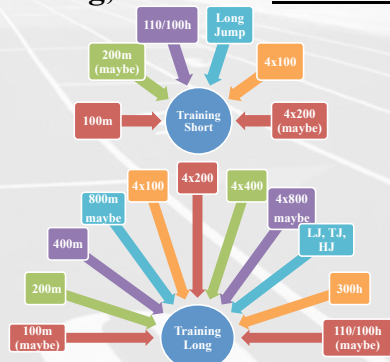 110/100h
Long
Jump
200m
(maybe)
4x100
100m
Training
Short
4x200
(maybe)
4x200
4x100
4x400
800m
maybe
4x800
maybe
400m
LJ, TJ,
HJ
200m
300h
100m
(maybe)
Training
Long
110/100h
(maybe)